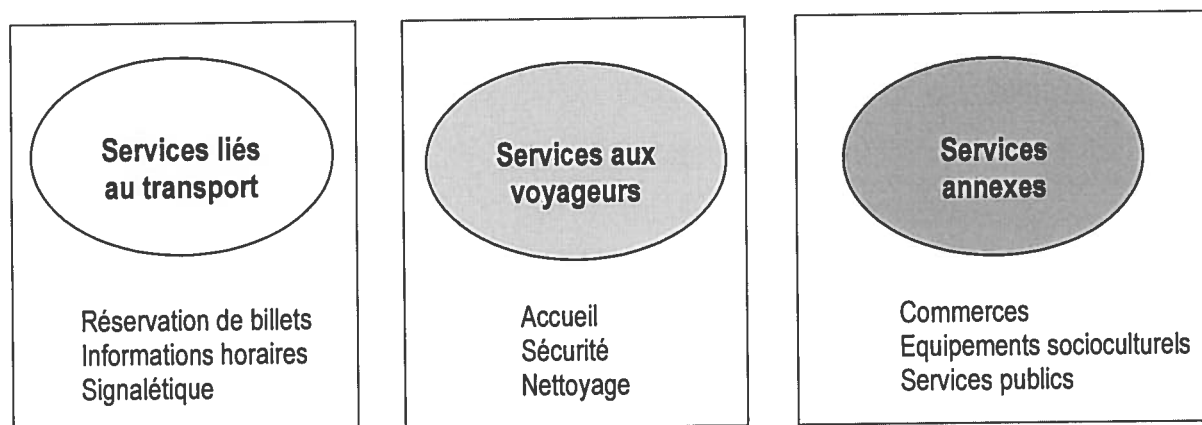 Services liés
au transport
Réservation de billets
Informations horaires
Signalétique
Services aux
voyageurs
Accueil
Sécurité
Nettoyage
Services
annexes
Commerces
Equipements socioculturels
Services publics